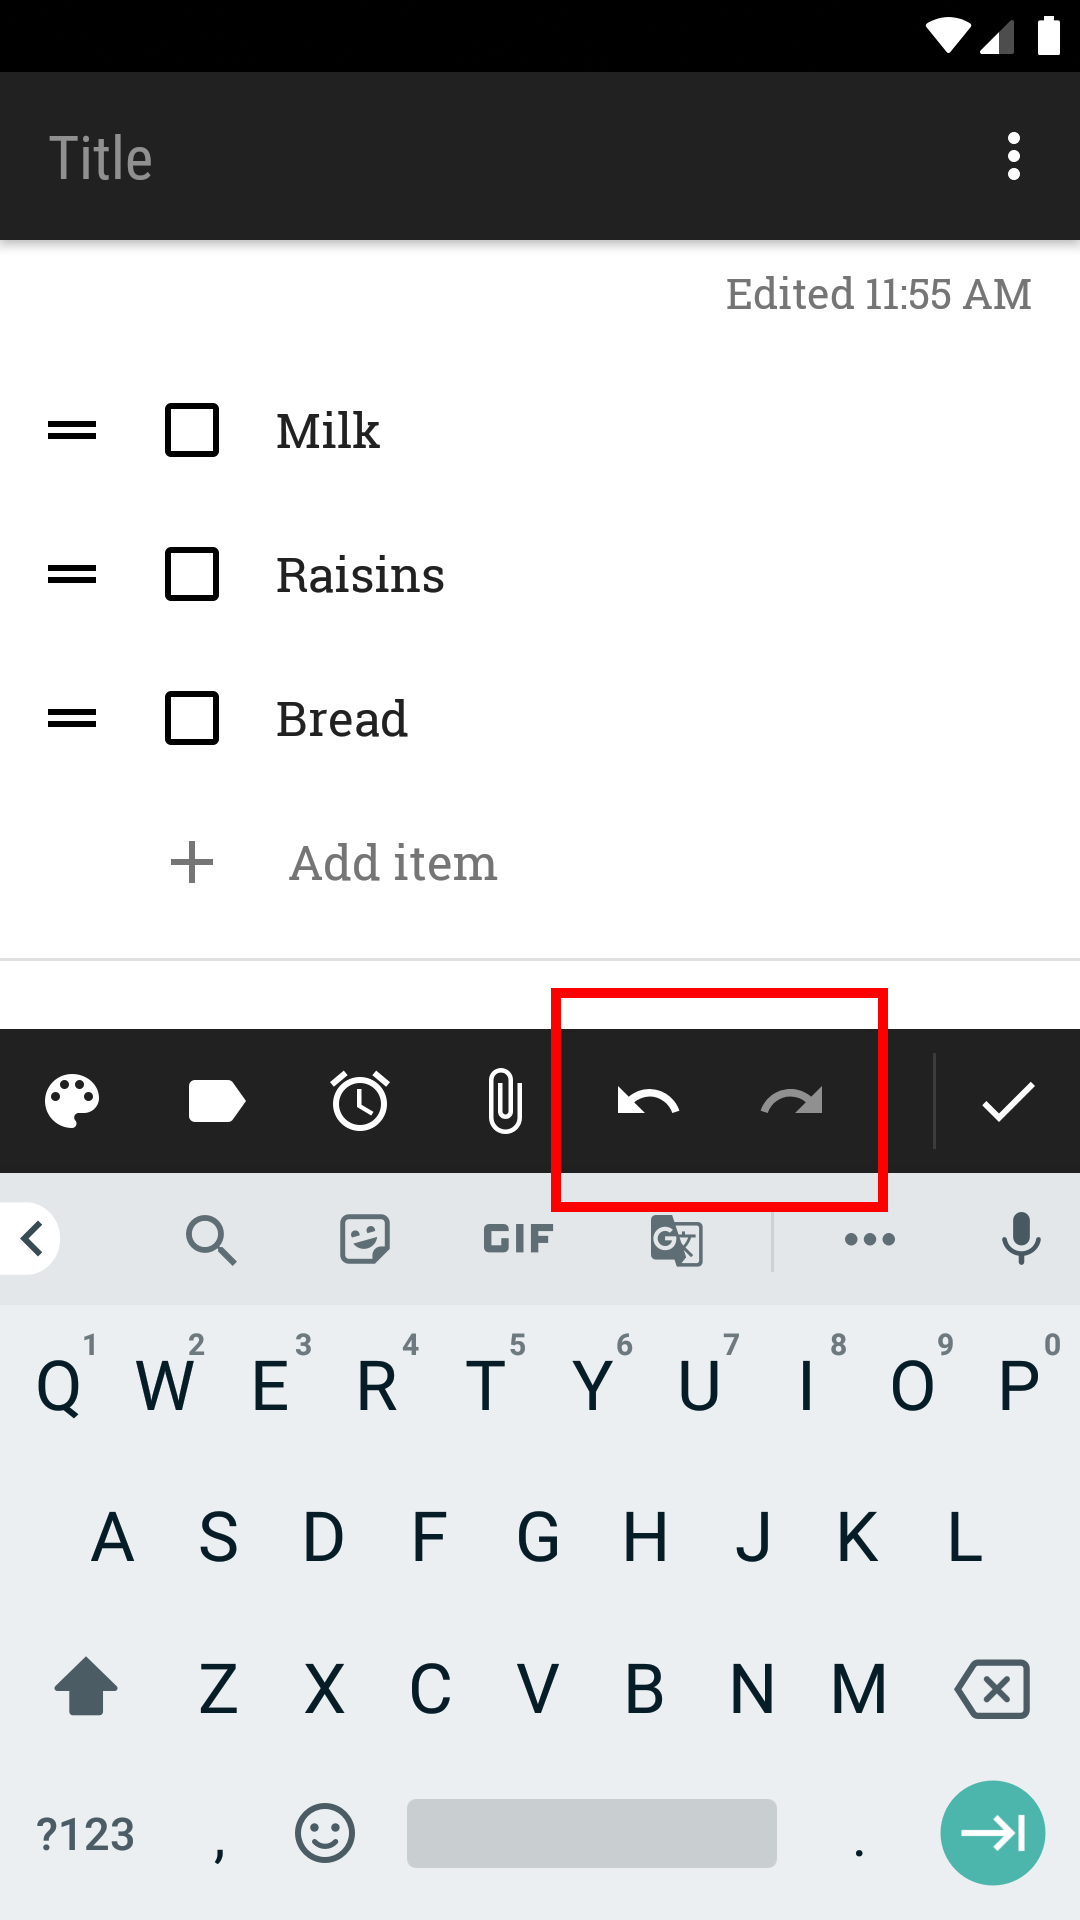 Title
Edited 11:55 AM
Milk
Raisins
Bread
Add item
GIF
G 文
1 2 3 4 5 6 7 8 9 0
Q W E R T Y U I O P
A S D F G H J K L
Z X C V B N M
?123 , .